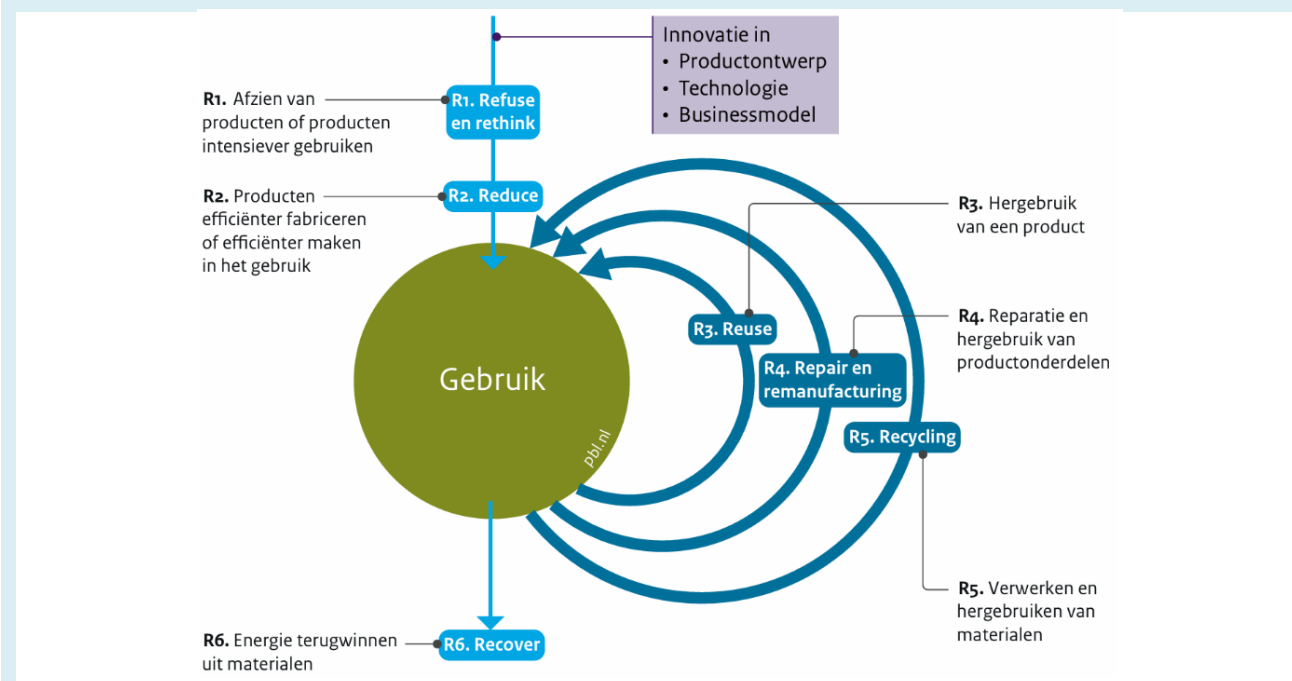 Innovatie in
• Productontwerp
• Technologie
• Businessmodel
R1. Afzien van
producten of producten
intensiever gebruiken
R1. Refuse
en rethink
R2. Producten
efficiënter fabriceren
of efficiënter maken
in het gebruik
R2. Reduce
R3. Hergebruik
van een product
R3. Reuse
R4. Reparatie en
hergebruik van
productonderdelen
R4. Repair en
remanufacturing
Gebruik
pbl.nl
R5. Recycling
R5. Verwerken en
hergebruiken van
materialen
R6. Energie terugwinnen
uit materialen
R6. Recover